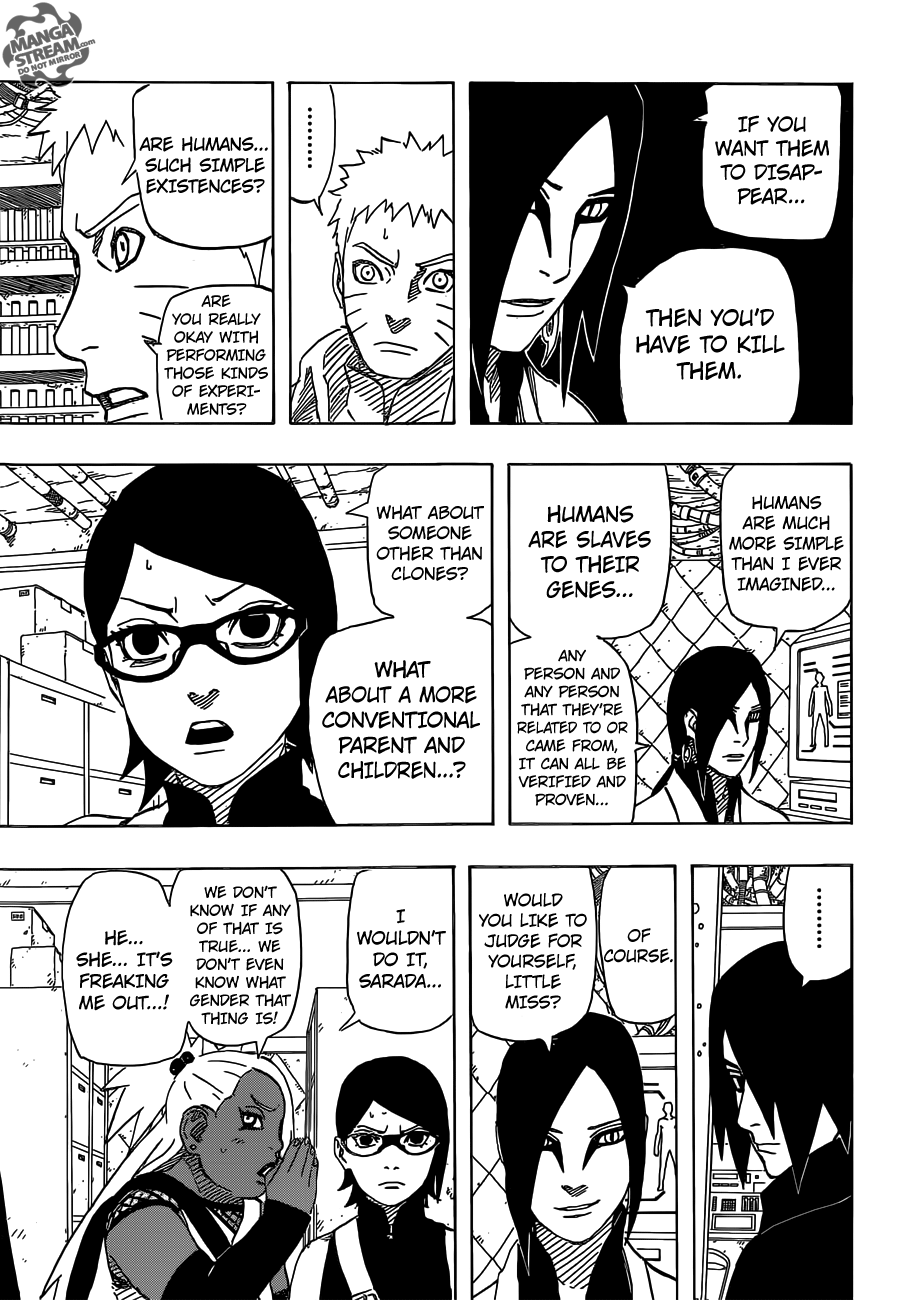 MANGA
STREAM.com
DO NOT MIRROR
IF YOU
WANT THEM
TO DISAP-
PEAR...
THEN YOU'D
HAVE TO KILL
THEM.
.........
ARE HUMANS...
SUCH SIMPLE
EXISTENCES?
ARE
YOU REALLY
OKAY WITH
PERFORMING
THOSE KINDS
OF EXPERI-
MENTS?
HUMANS
ARE MUCH
MORE SIMPLE
THAN I EVER
IMAGINED...
HUMANS
ARE SLAVES
TO THEIR
GENES...
ANY
PERSON AND
ANY PERSON
THAT THEY'RE
RELATED TO OR
CAME FROM,
IT CAN ALL BE
VERIFIED AND
PROVEN...
WHAT ABOUT
SOMEONE
OTHER THAN
CLONES?
WHAT
ABOUT A MORE
CONVENTIONAL
PARENT AND
CHILDREN...?
.........
OF
COURSE.
WOULD
YOU LIKE TO
JUDGE FOR
YOURSELF,
LITTLE
MISS?
I
WOULDN'T
DO IT,
SARADA...
WE DON'T
KNOW IF ANY
OF THAT IS
TRUE... WE
DON'T EVEN
KNOW WHAT
GENDER THAT
THING IS!
HE...
SHE... IT'S
FREAKING
ME OUT...!